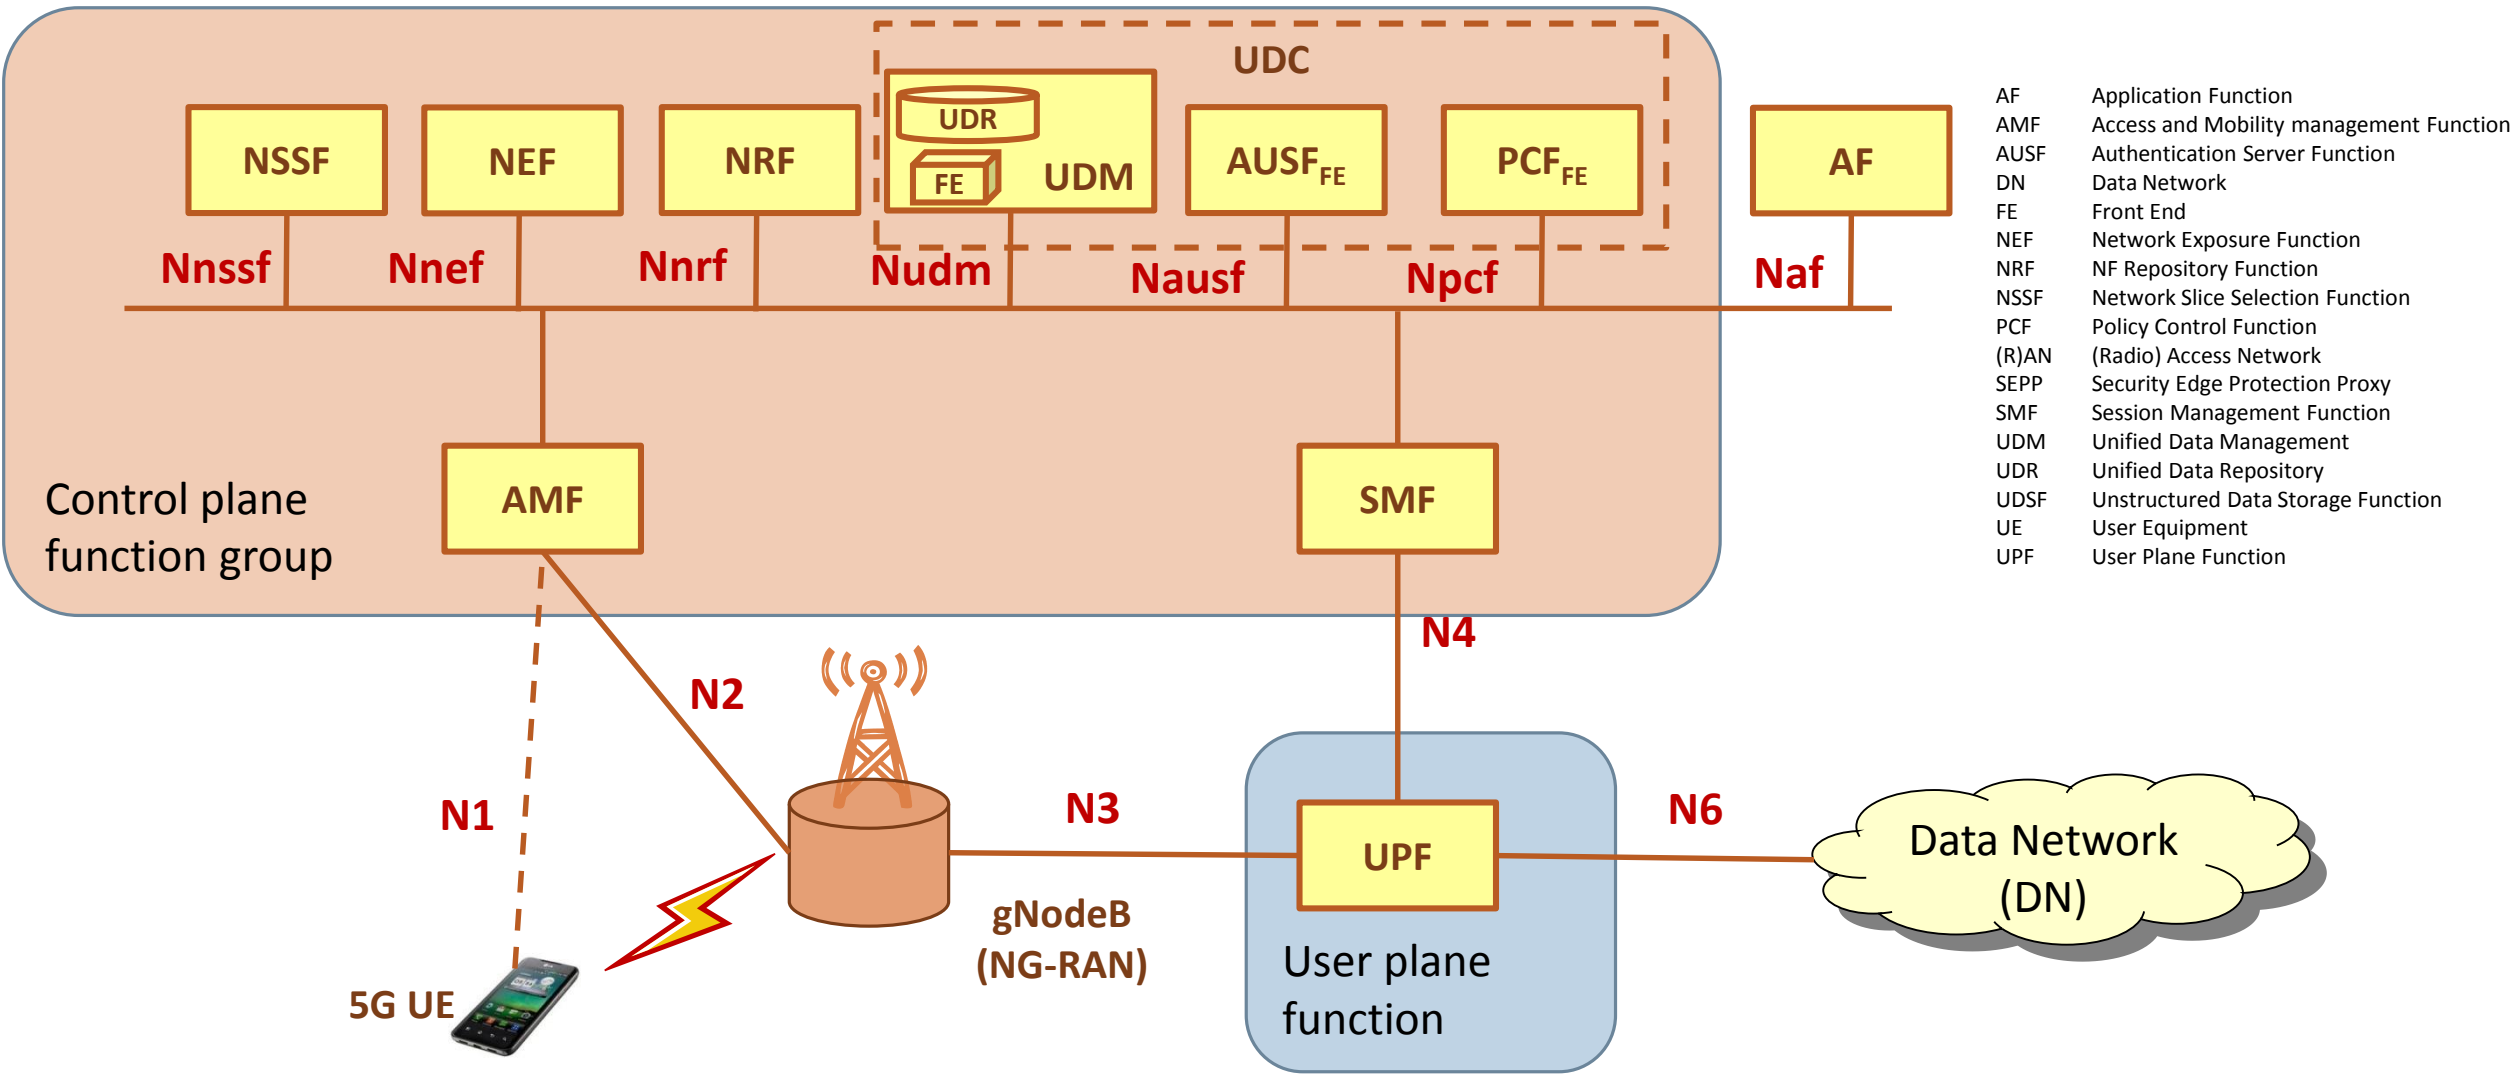 UDC
UDR
FE
UDM
NSSF
NEF
NRF
AUSFFE
PCFFE
AF
Nnssf
Nnef
Nnrf
Nudm
Nausf
Npcf
Naf
AMF
SMF
Control plane
function group
N4
N2
N1
N3
N6
UPF
Data Network
(DN)
gNodeB
(NG-RAN)
User plane
function
5G UE
AF Application Function
AMF Access and Mobility management Function
AUSF Authentication Server Function
DN Data Network
FE Front End
NEF Network Exposure Function
NRF NF Repository Function
NSSF Network Slice Selection Function
PCF Policy Control Function
(R)AN (Radio) Access Network
SEPP Security Edge Protection Proxy
SMF Session Management Function
UDM Unified Data Management
UDR Unified Data Repository
UDSF Unstructured Data Storage Function
UE User Equipment
UPF User Plane Function